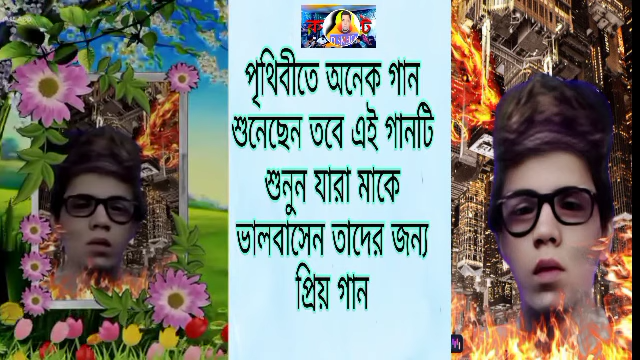 পৃথিবীতে অনেক গান
শুনেছেন তবে এই গানটি
শুনুন যারা মাকে
ভালবাসেন তাদের জন্য
প্রিয় গান